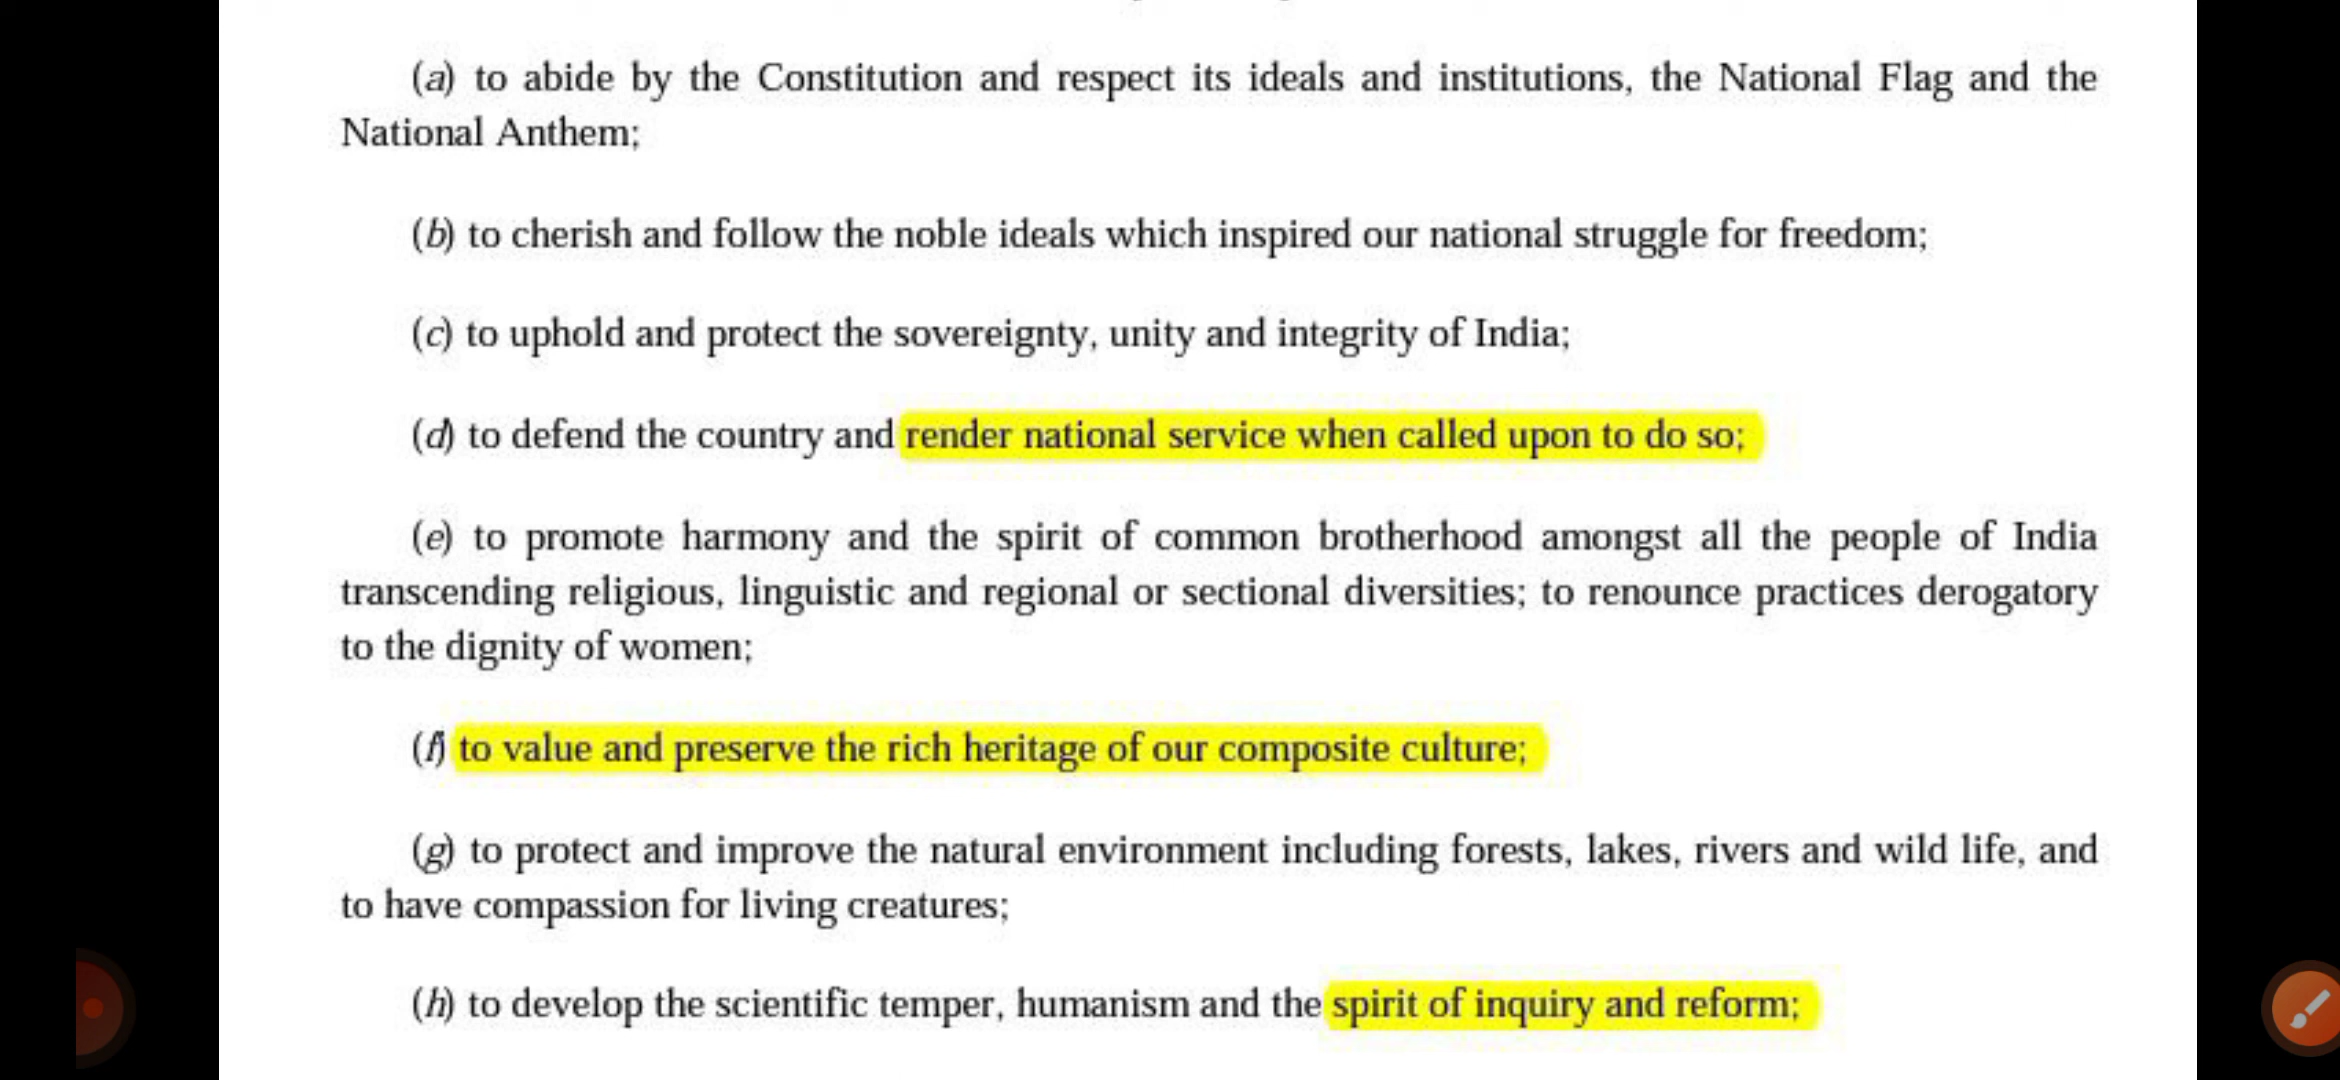 (a) to abide by the Constitution and respect its ideals and institutions, the National Flag and the
National Anthem;
(b) to cherish and follow the noble ideals which inspired our national struggle for freedom;
(c) to uphold and protect the sovereignty, unity and integrity of India;
(d) to defend the country and render national service when called upon to do so;
(e) to promote harmony and the spirit of common brotherhood amongst all the people of India
transcending religious, linguistic and regional or sectional diversities; to renounce practices derogatory
to the dignity of women;
(f) to value and preserve the rich heritage of our composite culture;
(g) to protect and improve the natural environment including forests, lakes, rivers and wild life, and
to have compassion for living creatures;
(h) to develop the scientific temper, humanism and the spirit of inquiry and reform;